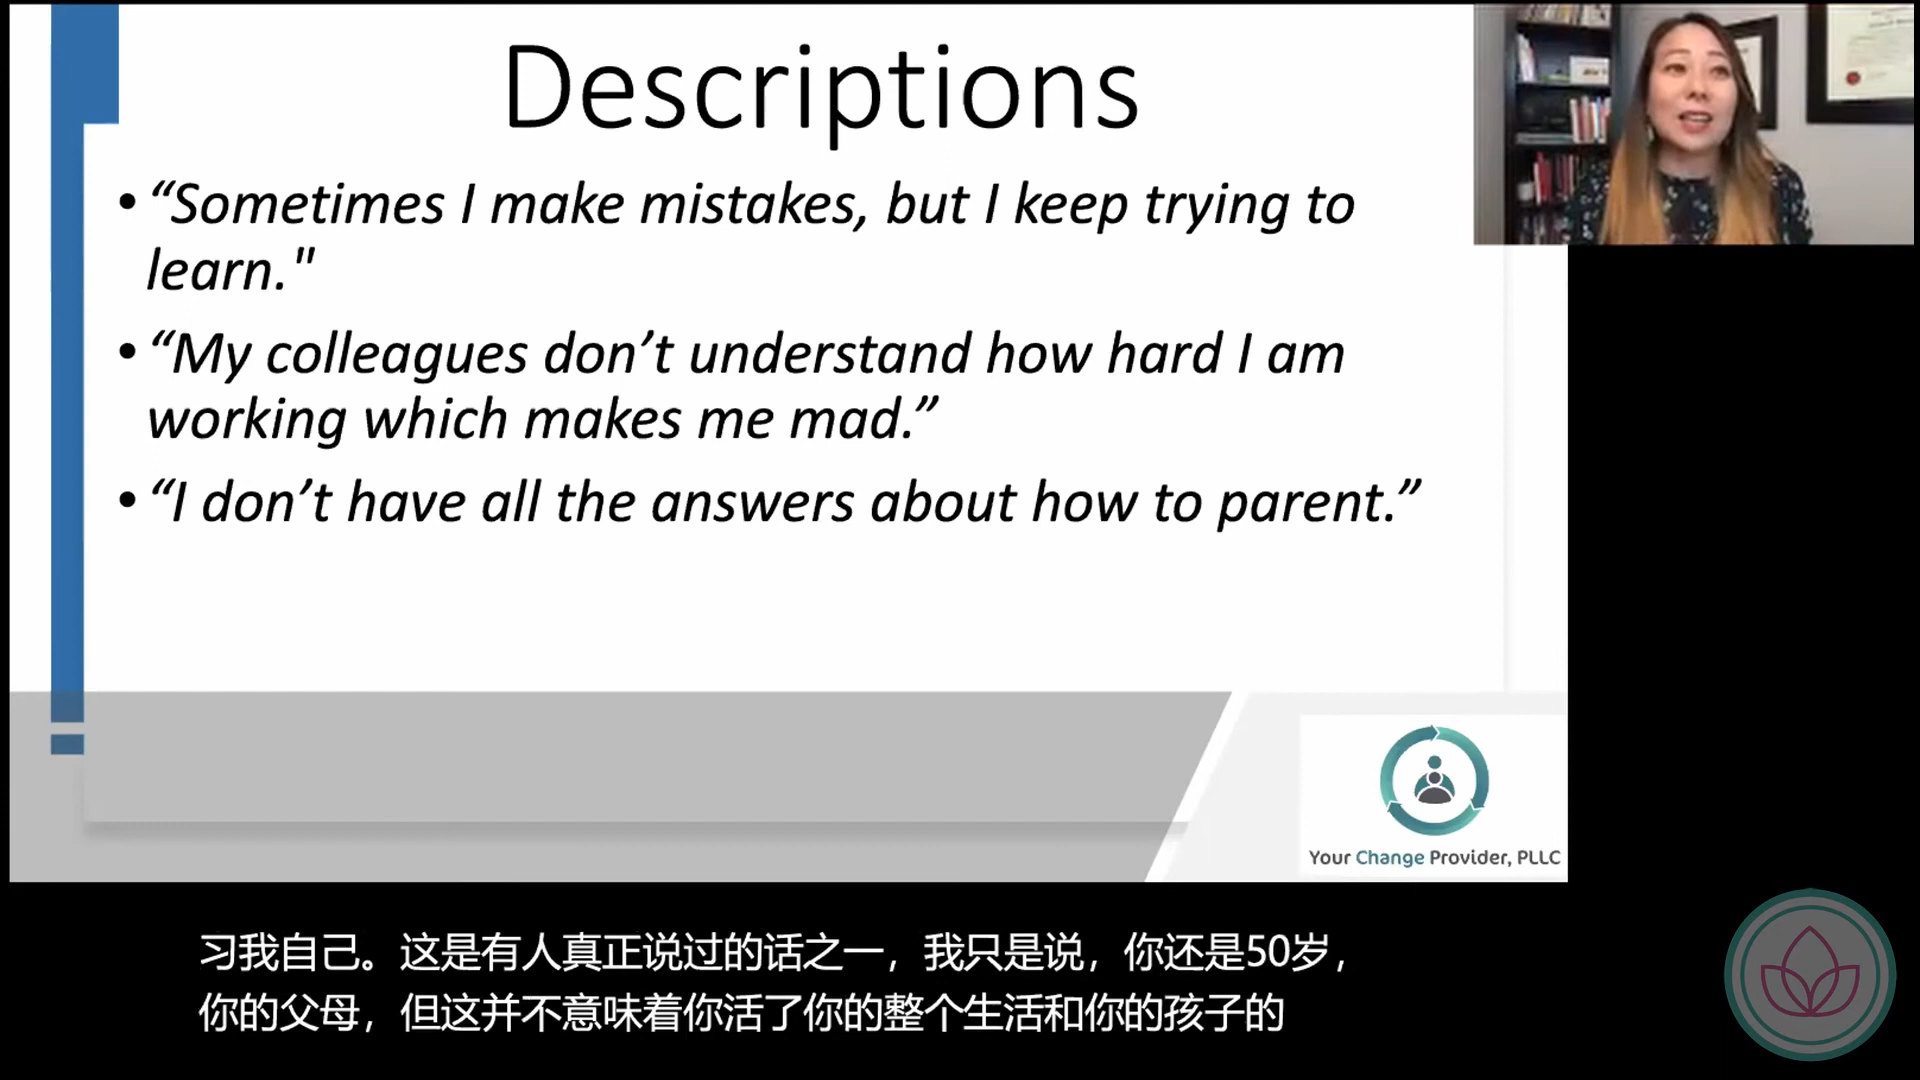 Descriptions
• “Sometimes I make mistakes, but I keep trying to
learn."
• “My colleagues don’t understand how hard I am
working which makes me mad.”
• “I don’t have all the answers about how to parent.”
Your Change Provider, PLLC
习我自己。这是有人真正说过的话之一，我只是说，你还是50岁，
你的父母，但这并不意味着你活了你的整个生活和你的孩子的